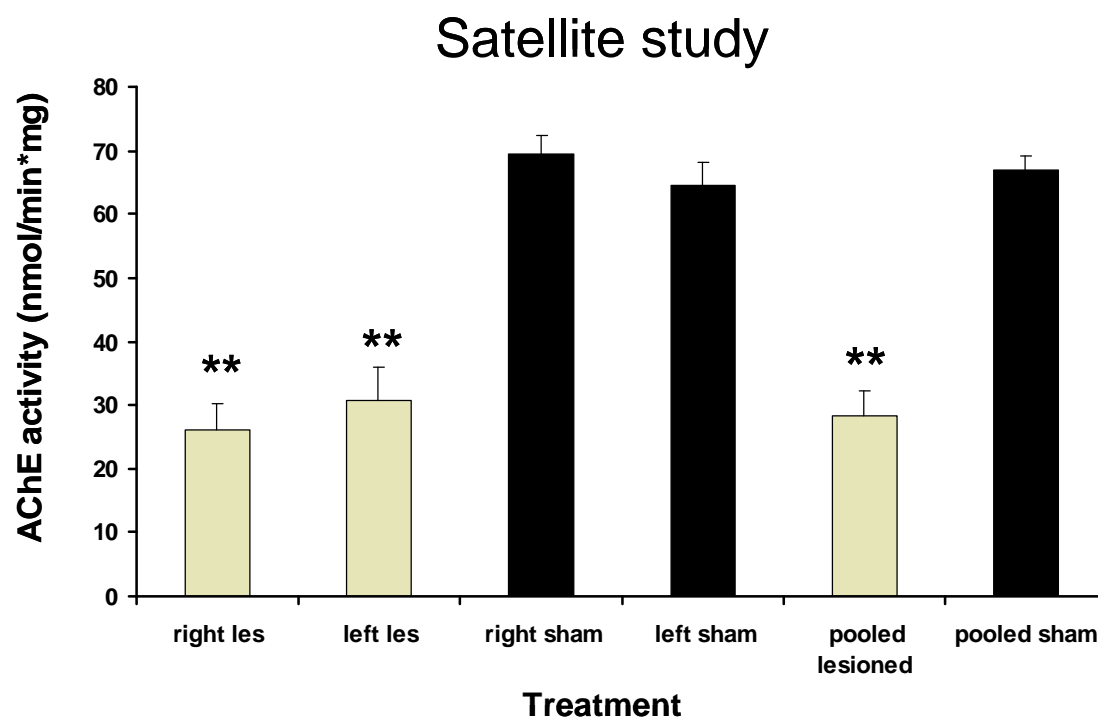 Satellite study
AChE activity (nmol/min*mg)
80
70
60
50
40
30
20
10
0
**
**
**
right les
left les
right sham
left sham
pooled
lesioned
pooled sham
Treatment